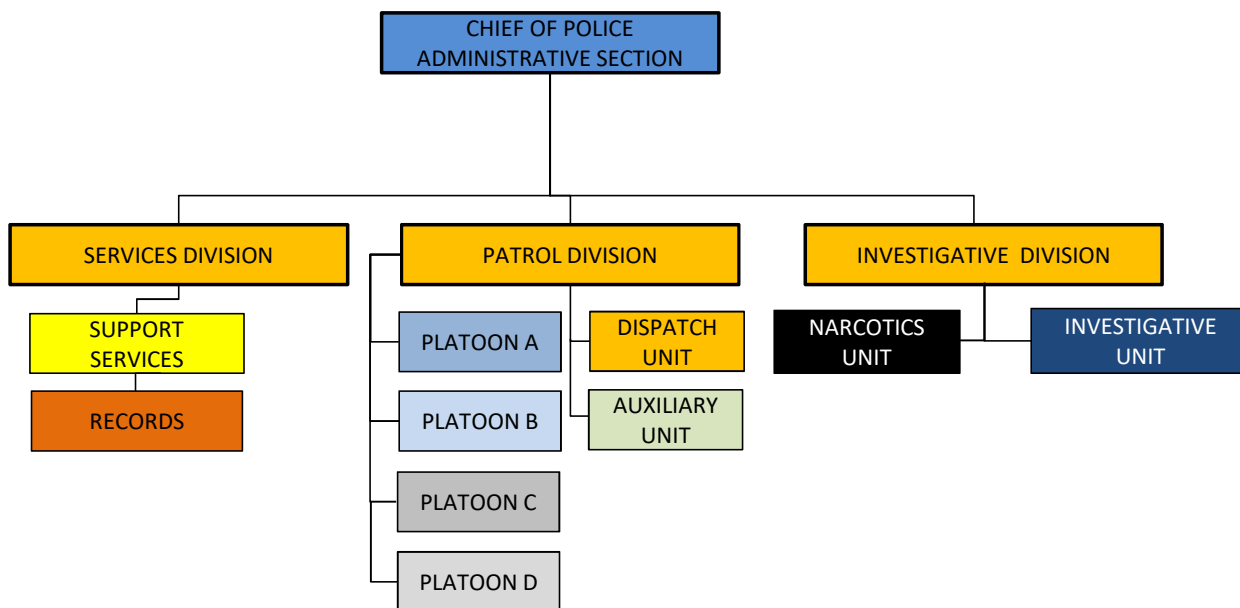 CHIEF OF POLICE
ADMINISTRATIVE SECTION
SERVICES DIVISION
PATROL DIVISION
INVESTIGATIVE DIVISION
SUPPORT
SERVICES
RECORDS
PLATOON A
PLATOON B
PLATOON C
PLATOON D
DISPATCH
UNIT
AUXILIARY
UNIT
NARCOTICS
UNIT
INVESTIGATIVE
UNIT